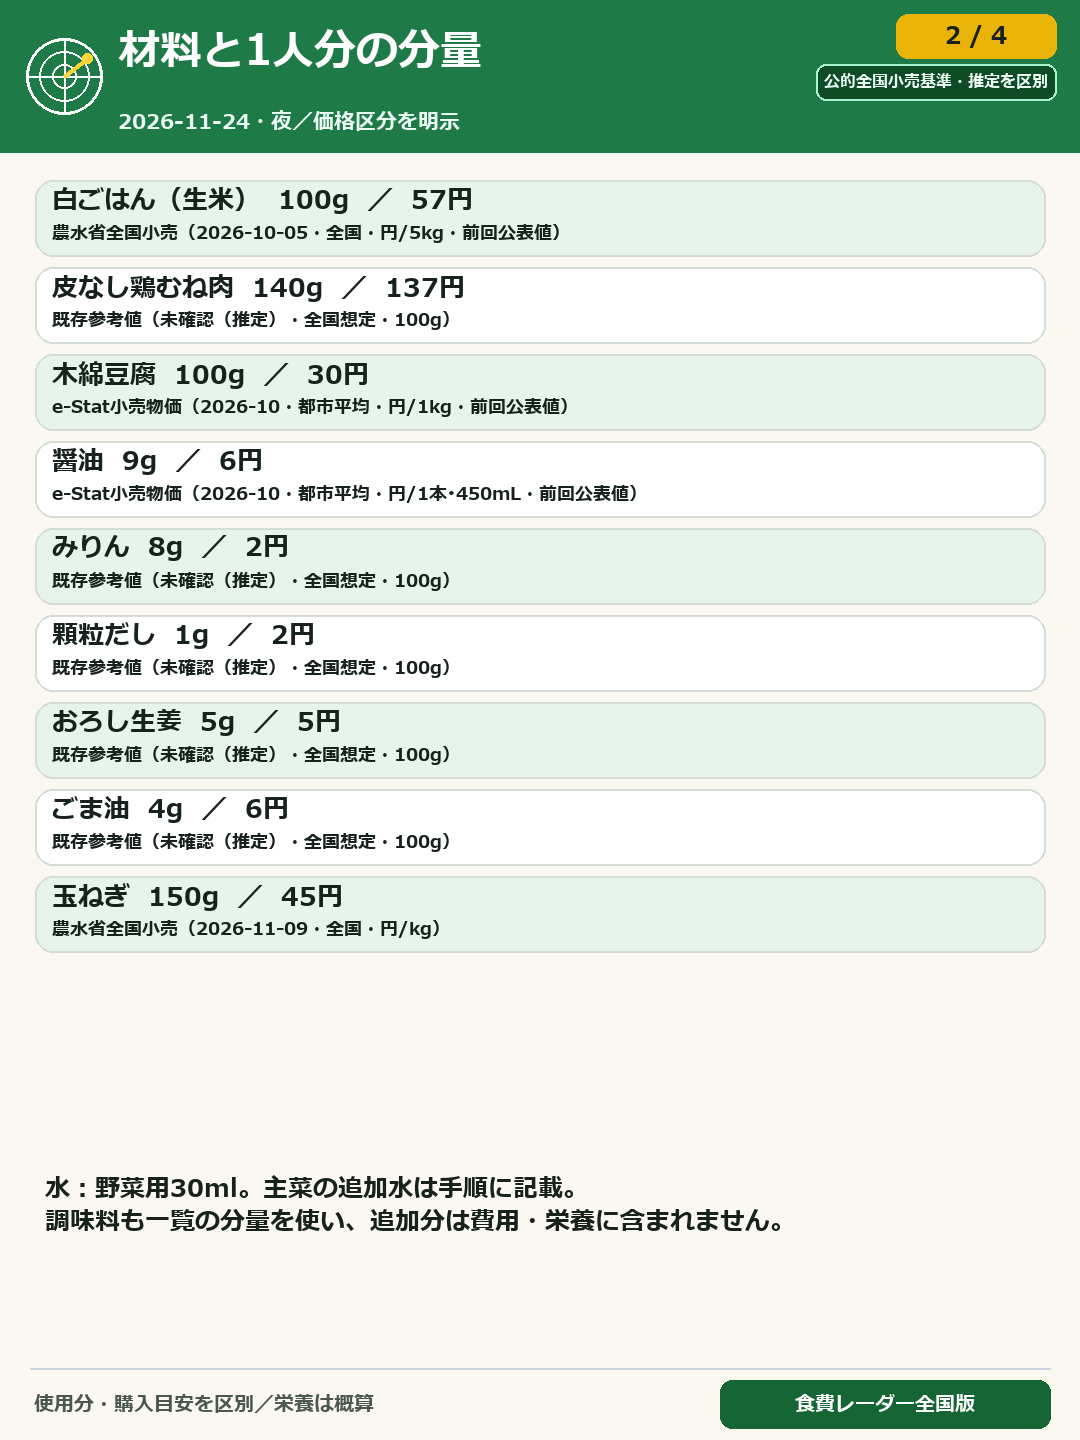 材料と1人分の分量
2 / 4
公的全国小売基準・推定を区別
2026-11-24・夜／価格区分を明示
白ごはん（生米） 100g ／ 57円
農水省全国小売（2026-10-05・全国・円/5kg・前回公表値）
皮なし鶏むね肉 140g ／ 137円
既存参考値（未確認（推定）・全国想定・100g）
木綿豆腐 100g ／ 30円
e-Stat小売物価（2026-10・都市平均・円/1kg・前回公表値）
醤油 9g ／ 6円
e-Stat小売物価（2026-10・都市平均・円/1本・450mL・前回公表値）
みりん 8g ／ 2円
既存参考値（未確認（推定）・全国想定・100g）
顆粒だし 1g ／ 2円
既存参考値（未確認（推定）・全国想定・100g）
おろし生姜 5g ／ 5円
既存参考値（未確認（推定）・全国想定・100g）
ごま油 4g ／ 6円
既存参考値（未確認（推定）・全国想定・100g）
玉ねぎ 150g ／ 45円
農水省全国小売（2026-11-09・全国・円/kg）
水：野菜用30ml。主菜の追加水は手順に記載。
調味料も一覧の分量を使い、追加分は費用・栄養に含まれません。
使用分・購入目安を区別／栄養は概算
食費レーダー全国版